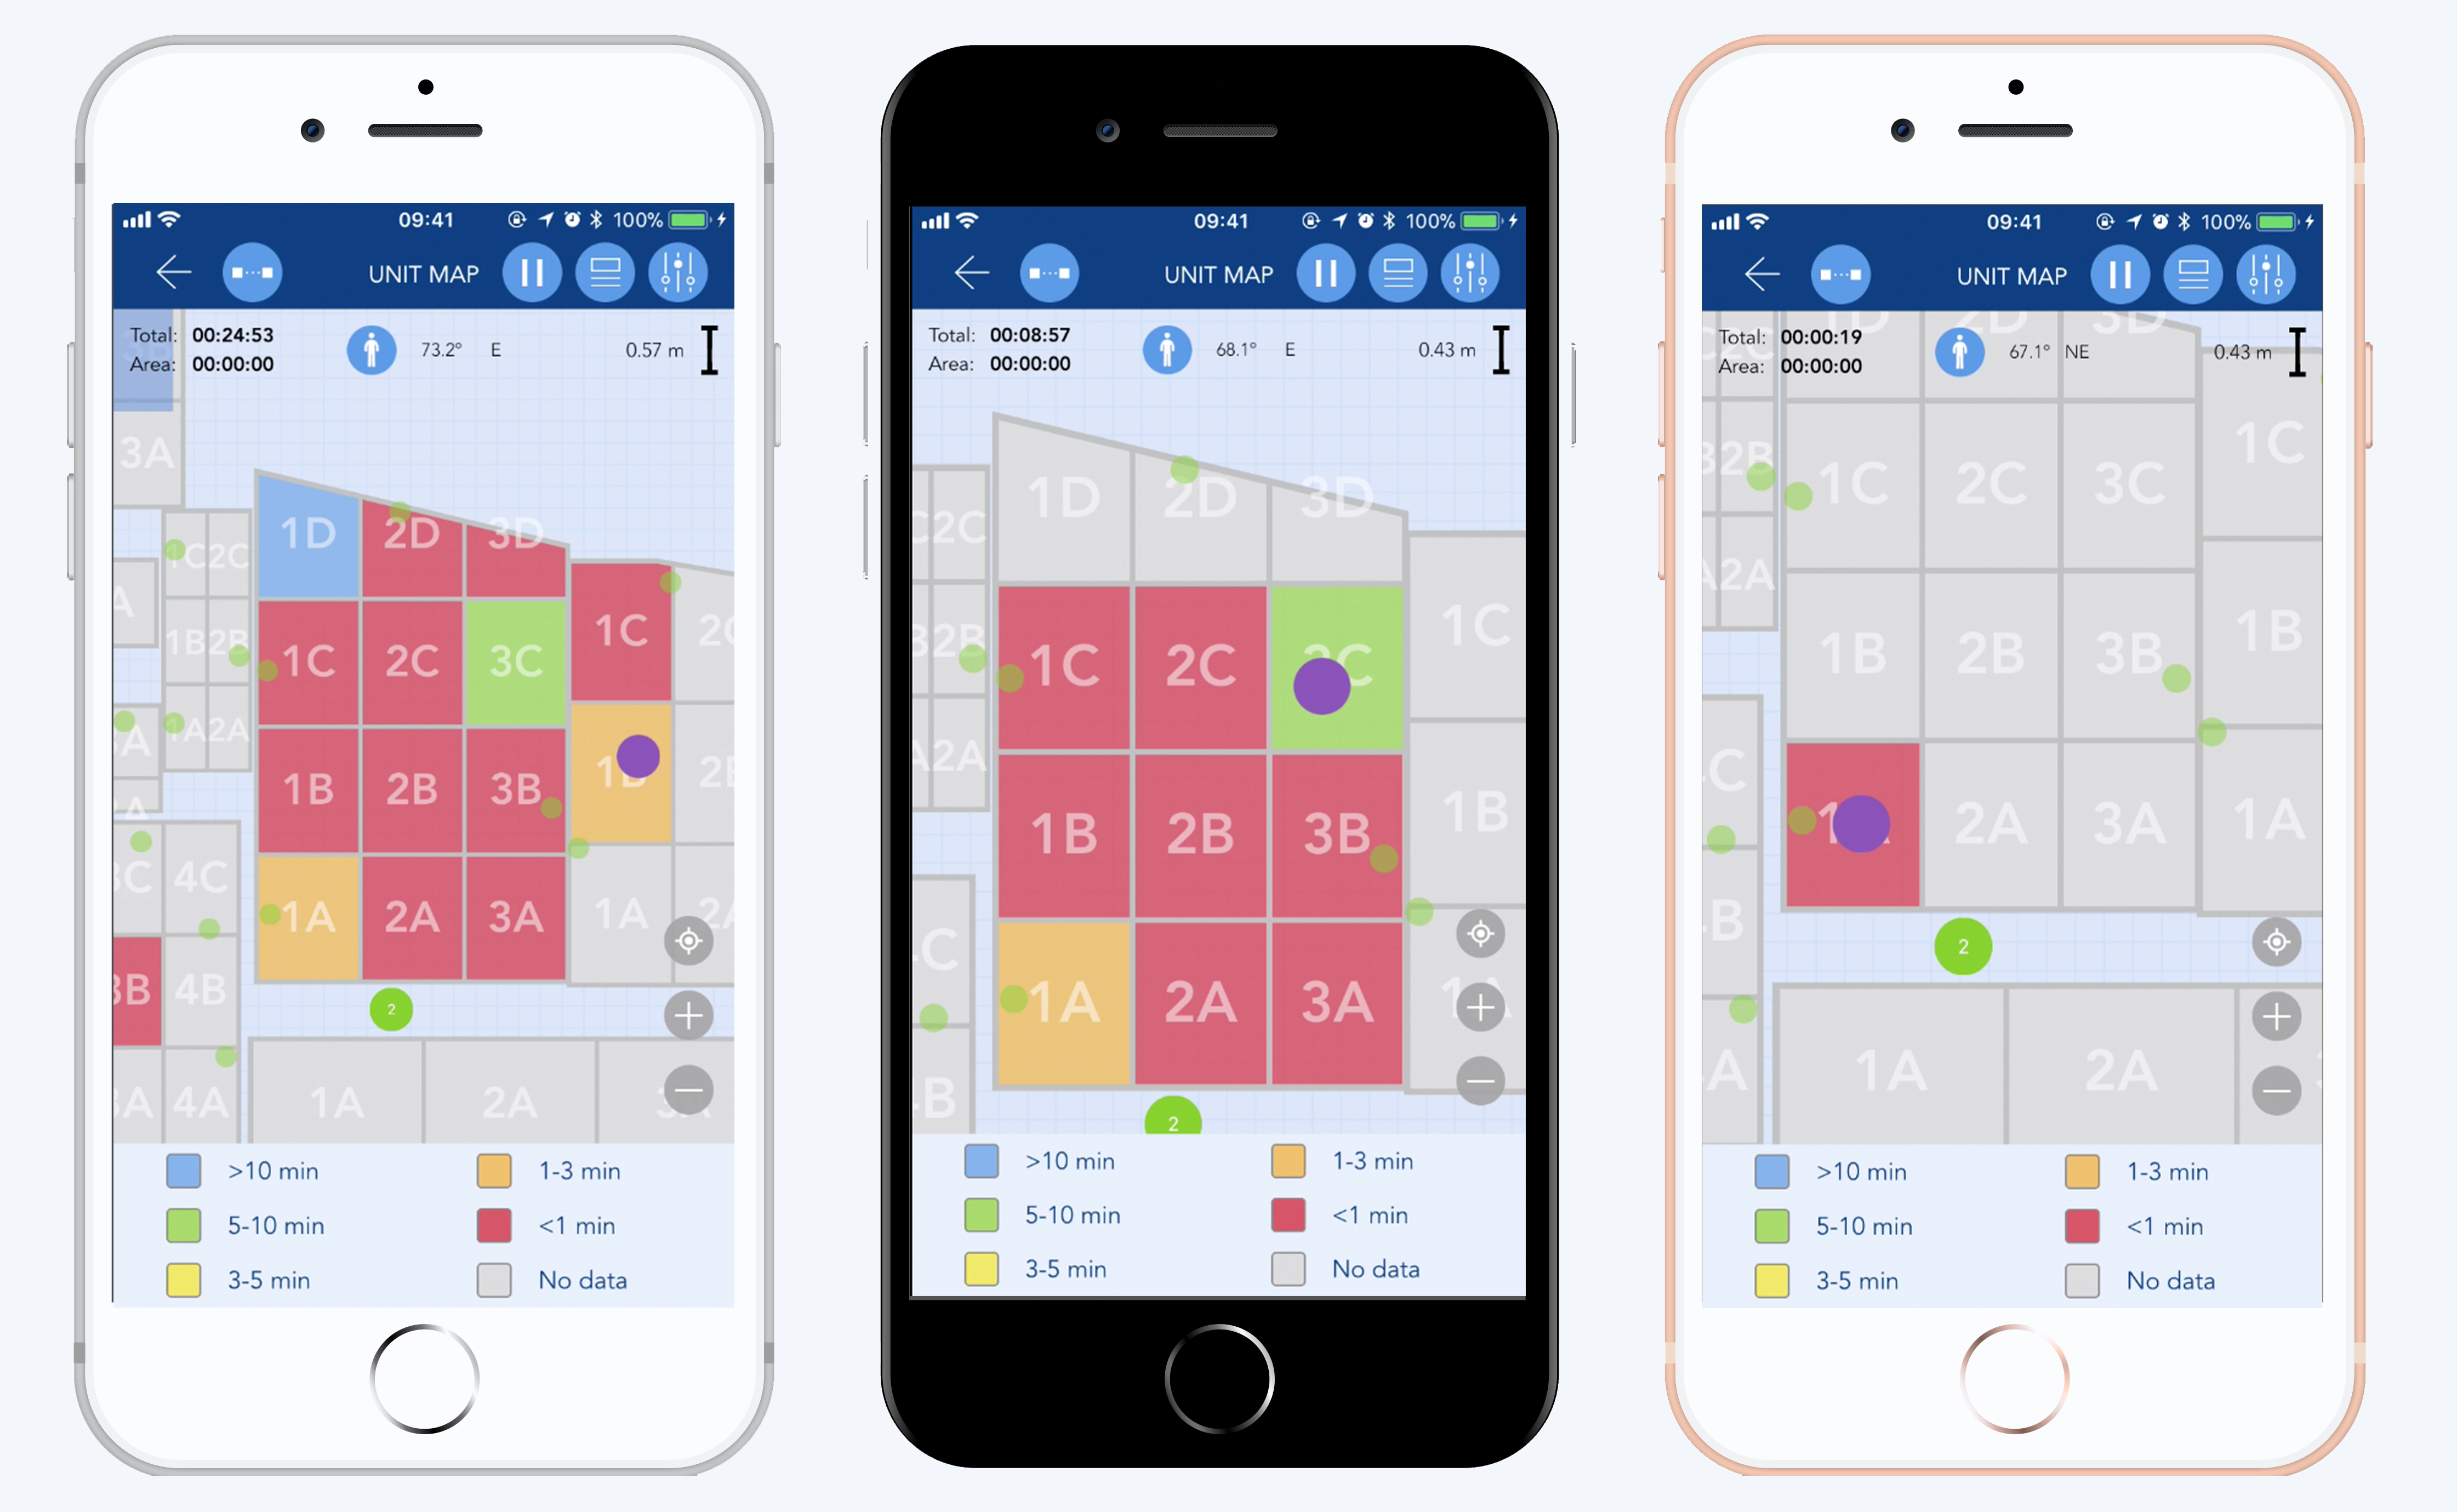 09:41 100%
UNIT MAP
Total: 00:24:53
Area: 00:00:00
73.2° E 0.57 m
3A
1D 2D 3D
1C 2C
1C 2C 3C 1C
1B 2B
1B 2B 3B
1A 2A
1A 2A 3A 1A
4C
3B 4B
2
4A
1A 2A 3A
>10 min 1-3 min
5-10 min <1 min
3-5 min No data
09:41 100%
UNIT MAP
Total: 00:08:57
Area: 00:00:00
68.1° E 0.43 m
1D 2D 3D
2C
1C 2C 3C 1C
2B
1B 2B 3B 1B
2A
1A 2A 3A 1A
2
>10 min 1-3 min
5-10 min <1 min
3-5 min No data
09:41 100%
UNIT MAP
Total: 00:00:19
Area: 00:00:00
67.1° NE 0.43 m
1D 2D 3D
2B 1C 2C 3C 1C
2A
1B 2B 3B 1B
2A 3A 1A
2
1A 2A
>10 min 1-3 min
5-10 min <1 min
3-5 min No data